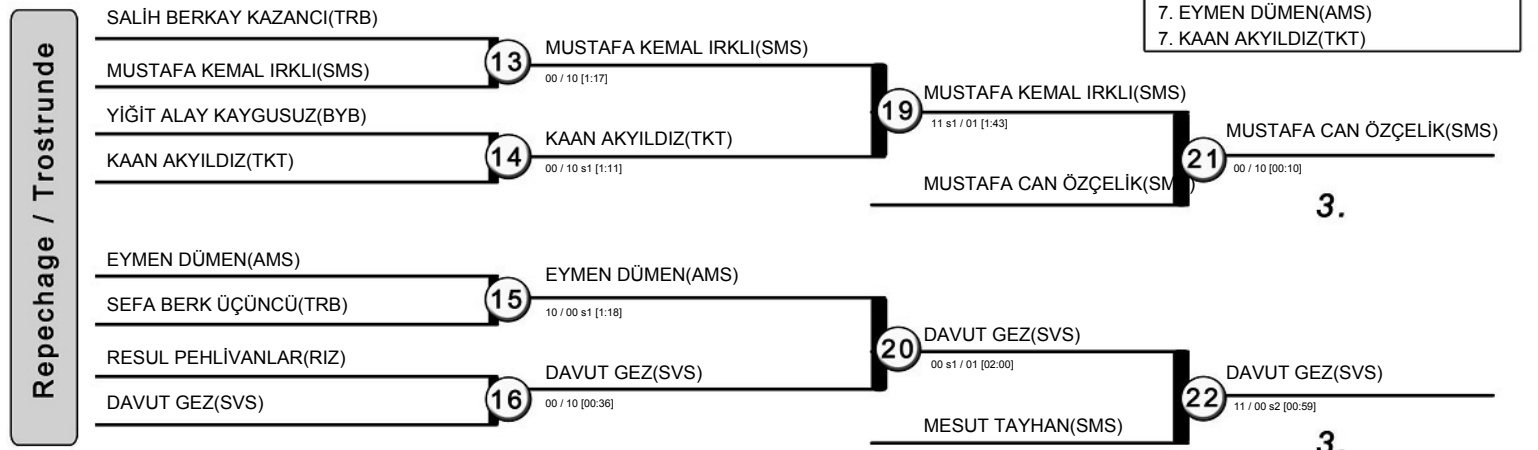 Repechage / Trostrunde
7. EYMEN DÜMEN(AMS)
7. KAAN AKYILDIZ(TKT)
SALİH BERKAY KAZANCI(TRB)
MUSTAFA KEMAL IRKLI(SMS)
13
MUSTAFA KEMAL IRKLI(SMS)
00 / 10 [1:17]
YİĞİT ALAY KAYGUSUZ(BYB)
KAAN AKYILDIZ(TKT)
14
KAAN AKYILDIZ(TKT)
00 / 10 s1 [1:11]
19
MUSTAFA KEMAL IRKLI(SMS)
11 s1 / 01 [1:43]
MUSTAFA CAN ÖZÇELİK(SM)
21
MUSTAFA CAN ÖZÇELİK(SMS)
00 / 10 [00:10]
3.
EYMEN DÜMEN(AMS)
SEFA BERK ÜÇÜNCÜ(TRB)
15
EYMEN DÜMEN(AMS)
10 / 00 s1 [1:18]
RESUL PEHLİVANLAR(RIZ)
DAVUT GEZ(SVS)
16
DAVUT GEZ(SVS)
00 / 10 [00:36]
20
DAVUT GEZ(SVS)
00 s1 / 01 [02:00]
MESUT TAYHAN(SMS)
22
DAVUT GEZ(SVS)
11 / 00 s2 [00:59]
3.